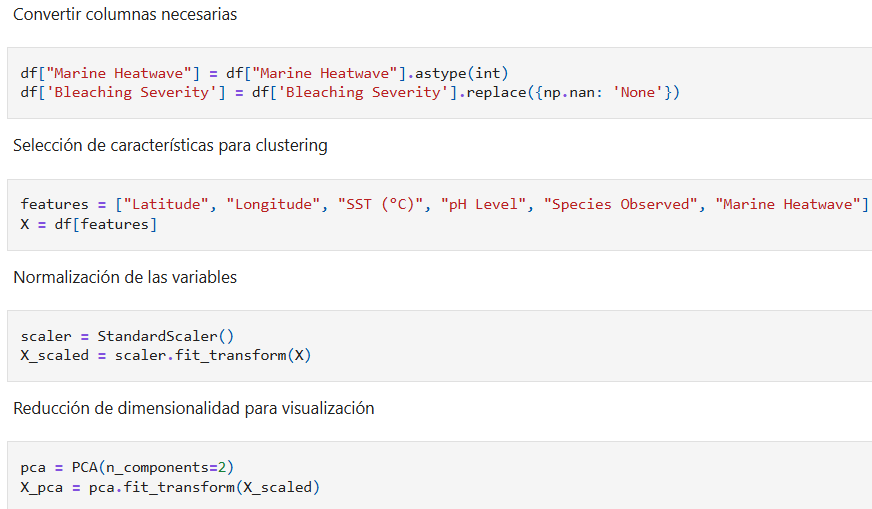 Convertir columnas necesarias
df["Marine Heatwave"] = df["Marine Heatwave"].astype(int)
df['Bleaching Severity'] = df['Bleaching Severity'].replace({np.nan: 'None'})
Selección de características para clustering
features = ["Latitude", "Longitude", "SST (°C)", "pH Level", "Species Observed", "Marine Heatwave"]
X = df[features]
Normalización de las variables
scaler = StandardScaler()
X_scaled = scaler.fit_transform(X)
Reducción de dimensionalidad para visualización
pca = PCA(n_components=2)
X_pca = pca.fit_transform(X_scaled)